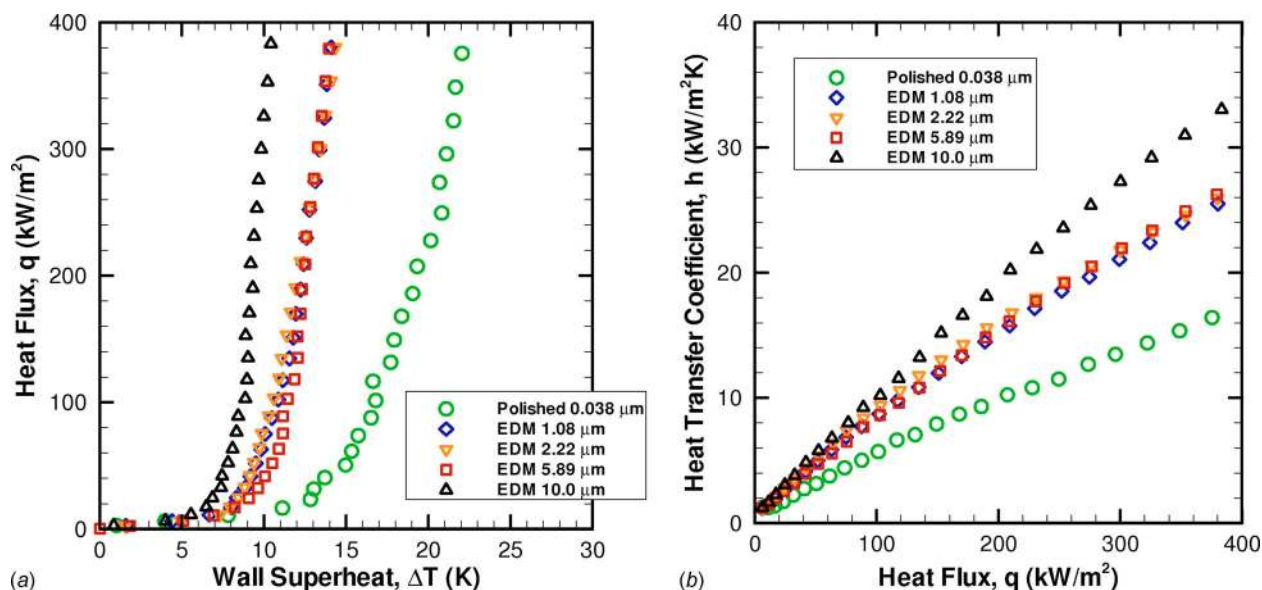 400
300
200
100
0
0
5
10
15
20
25
30
Heat Flux, q (kW/m²)
Polished 0.038 μm
EDM 1.08 μm
EDM 2.22 μm
EDM 5.89 μm
EDM 10.0 μm
(a)
Wall Superheat, ΔT (K)
40
30
20
10
0
0
100
200
300
400
Heat Transfer Coefficient, h (kW/m²K)
Polished 0.038 μm
EDM 1.08 μm
EDM 2.22 μm
EDM 5.89 μm
EDM 10.0 μm
(b)
Heat Flux, q (kW/m²)